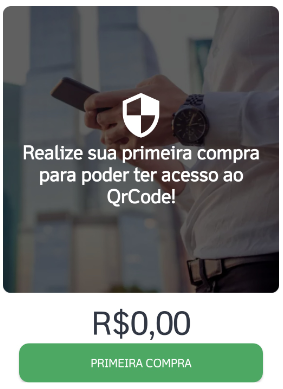 Realize sua primeira compra
para poder ter acesso ao
QrCode!
R$0,00
PRIMEIRA COMPRA